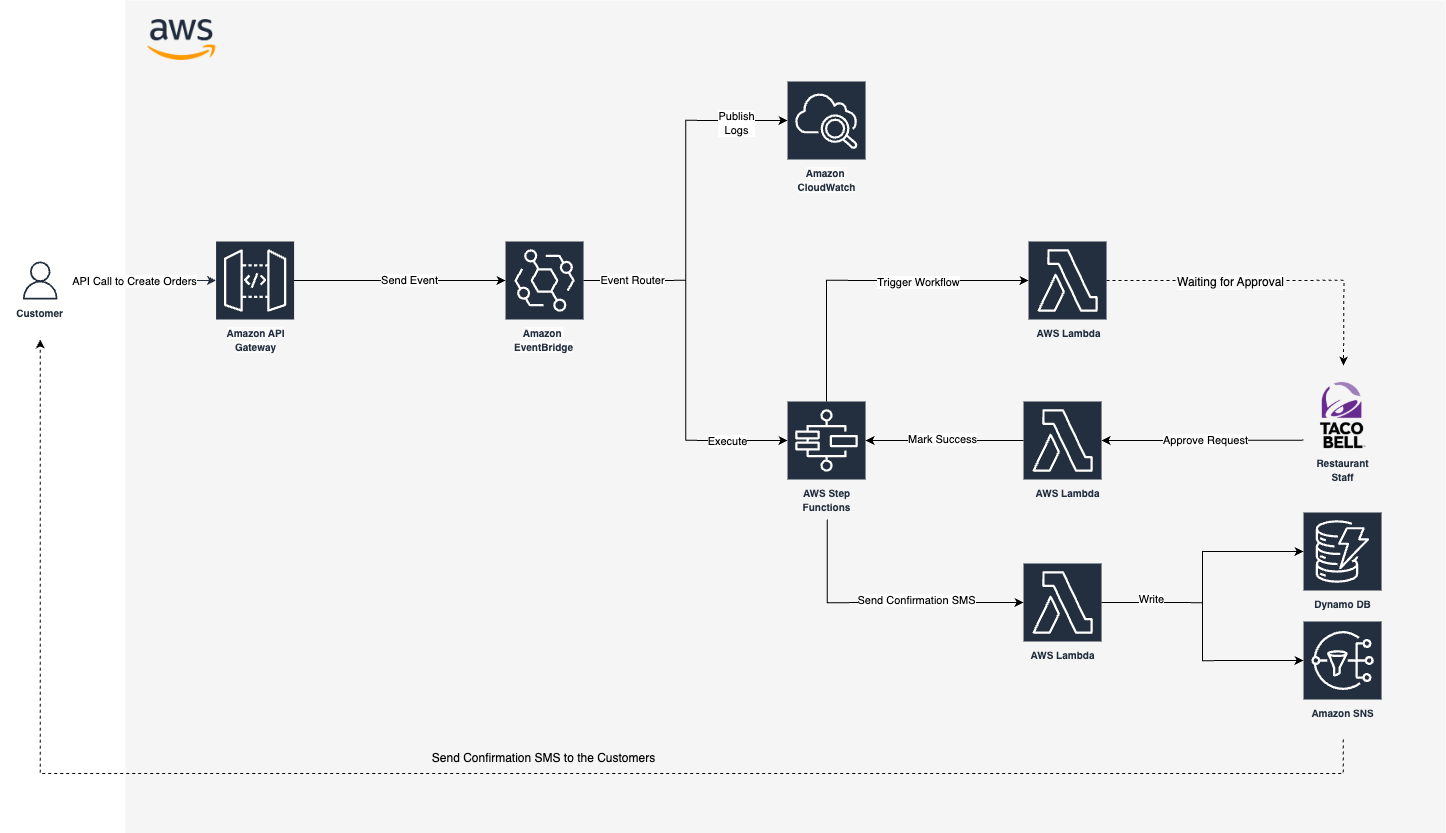 aws
Publish
Logs
Amazon
CloudWatch
Customer
API Call to Create Orders
Amazon API
Gateway
Send Event
Amazon
EventBridge
Event Router
Trigger Workflow
AWS Lambda
Waiting for Approval
Execute
AWS Step
Functions
Mark Success
AWS Lambda
Approve Request
TACO
BELL
Restaurant
Staff
Send Confirmation SMS
AWS Lambda
Write
Dynamo DB
Amazon SNS
Send Confirmation SMS to the Customers